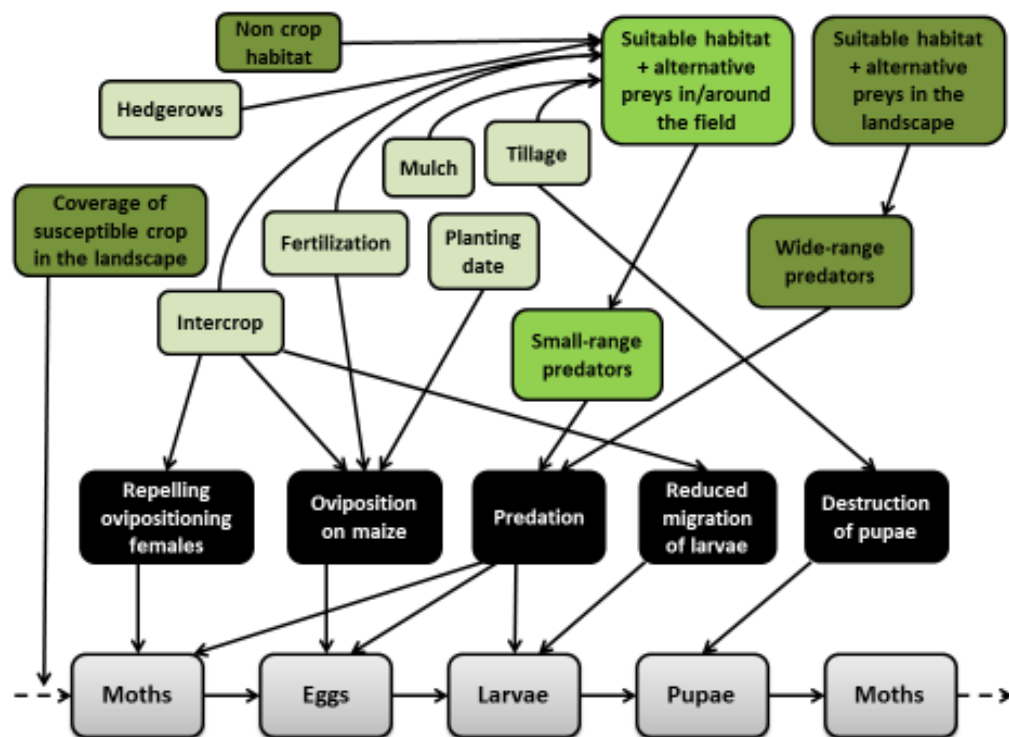 Non crop
habitat
Suitable habitat
+ alternative
preys in/around
the field
Suitable habitat
+ alternative
preys in the
landscape
Hedgerows
Mulch
Tillage
Coverage of
susceptible crop
in the landscape
Fertilization
Planting
date
Wide-range
predators
Intercrop
Small-range
predators
Repelling
ovipositioning
females
Oviposition
on maize
Predation
Reduced
migration
of larvae
Destruction
of pupae
Moths
Eggs
Larvae
Pupae
Moths